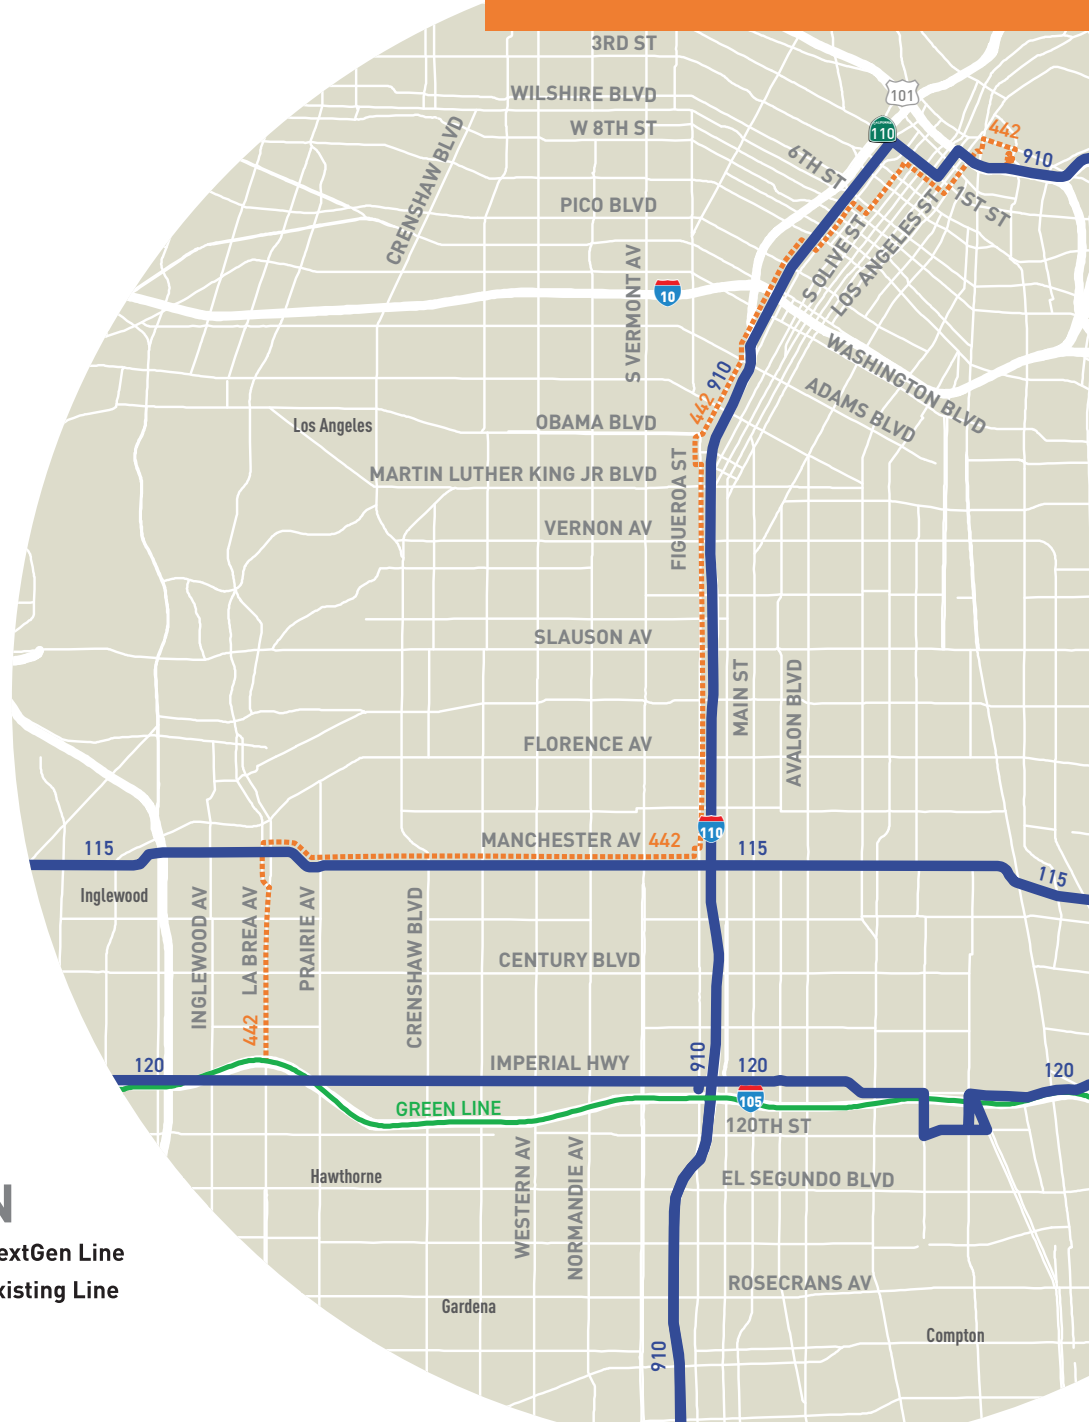 3RD ST
WILSHIRE BLVD
101
W 8TH ST
CALIFORNIA
110
442
910
6TH ST
CRENSHAW BLVD
PICO BLVD
1ST ST
S OLIVE ST
LOS ANGELES ST
S VERMONT AV
10
WASHINGTON BLVD
910
442
ADAMS BLVD
Los Angeles
OBAMA BLVD
MARTIN LUTHER KING JR BLVD
FIGUEROA ST
VERNON AV
SLAUSON AV
MAIN ST
AVALON BLVD
FLORENCE AV
110
115
MANCHESTER AV 442
115
115
Inglewood
INGLEWOOD AV
LA BREA AV
PRAIRIE AV
CRENSHAW BLVD
CENTURY BLVD
442
910
120
IMPERIAL HWY
120
120
105
GREEN LINE
120TH ST
Hawthorne
WESTERN AV
NORMANDIE AV
EL SEGUNDO BLVD
N
extGen Line
xisting Line
ROSECRANS AV
Gardena
Compton
910